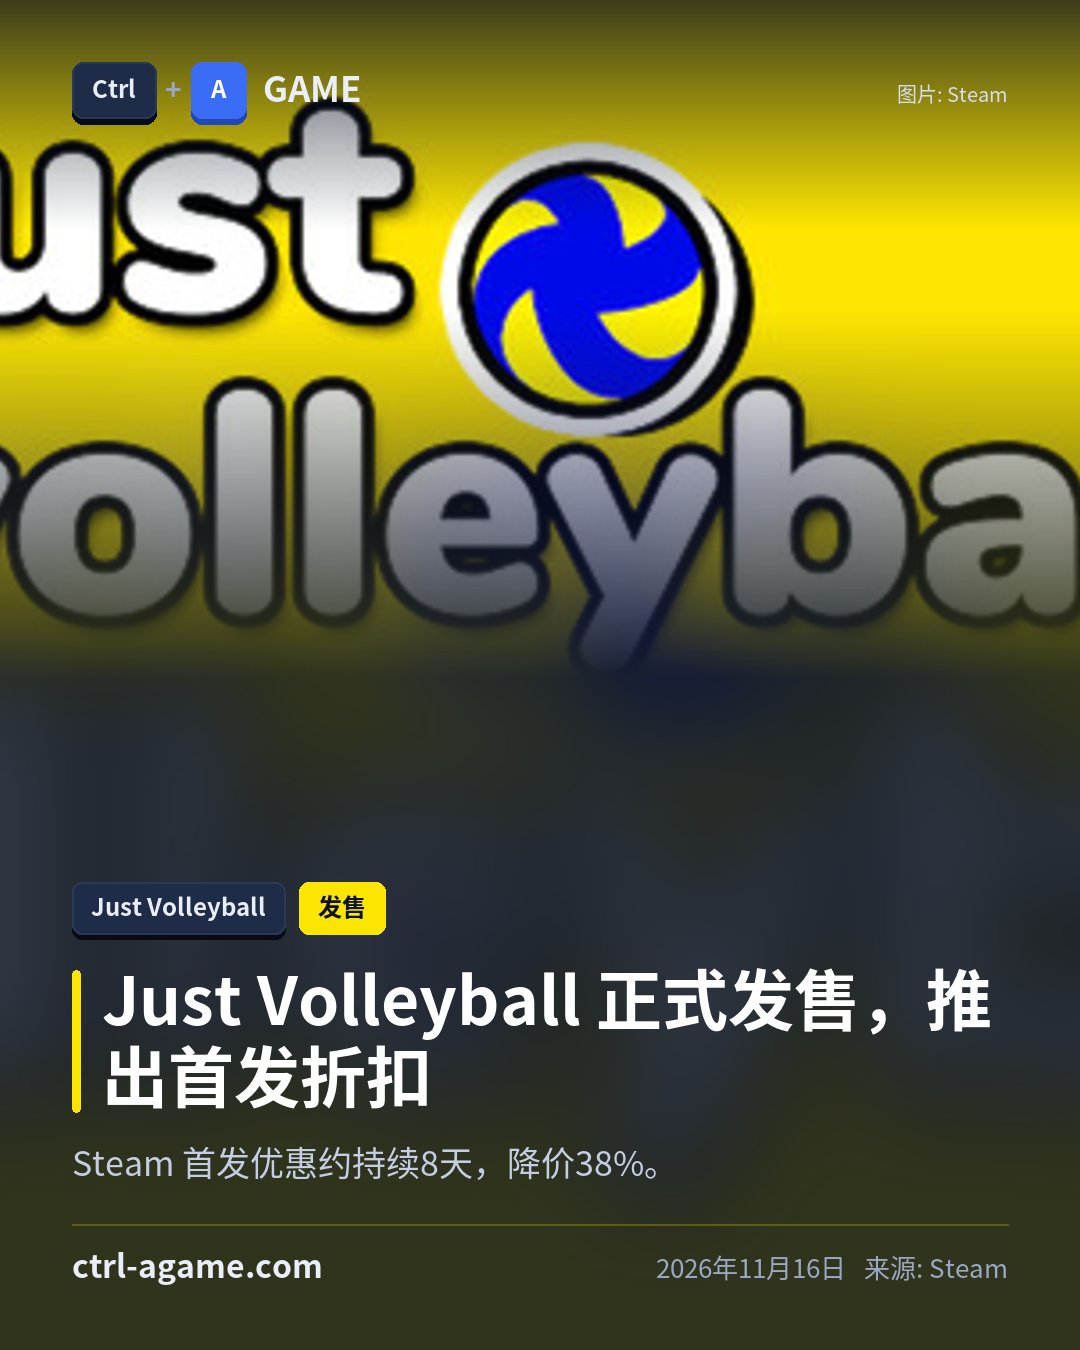 Ctrl + A GAME
图片: Steam
ust
volleyba
Just Volleyball 发售
Just Volleyball 正式发售，推
出首发折扣
Steam 首发优惠约持续8天，降价38%。
ctrl-agame.com
2026年11月16日 来源: Steam